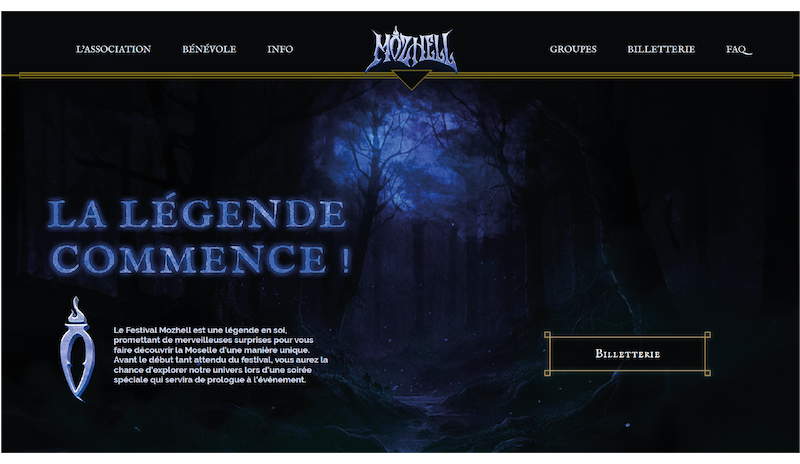 L'ASSOCIATION BÉNÉVOLE INFO MOZHELL GROUPES BILLETTERIE FAQ
LA LÉGENDE
COMMENCE !
Le Festival Mozhell est une légende en soi,
promettant de merveilleuses surprises pour vous
faire découvrir la Moselle d'une manière unique.
Avant le début tant attendu du festival, vous aurez la
chance d'explorer notre univers lors d'une soirée
spéciale qui servira de prologue à l'événement.
Billetterie